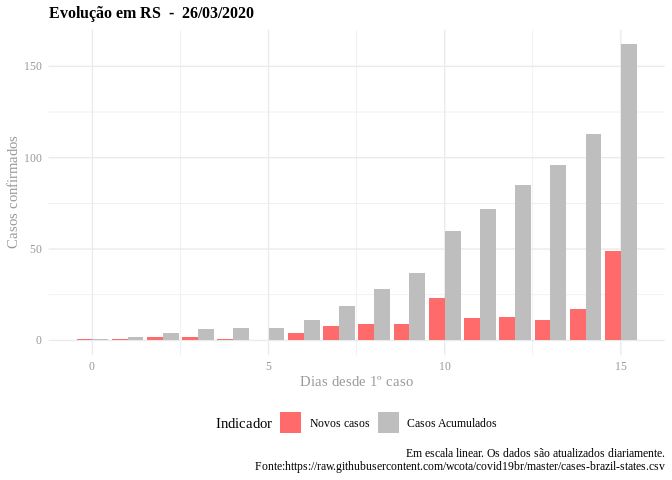 Evolução em RS  -  26/03/2020
Casos confirmados
150
100
50
0
0 5 10 15
Dias desde 1º caso
Indicador Novos casos Casos Acumulados
Em escala linear. Os dados são atualizados diariamente.
Fonte:https://raw.githubusercontent.com/wcota/covid19br/master/cases-brazil-states.csv